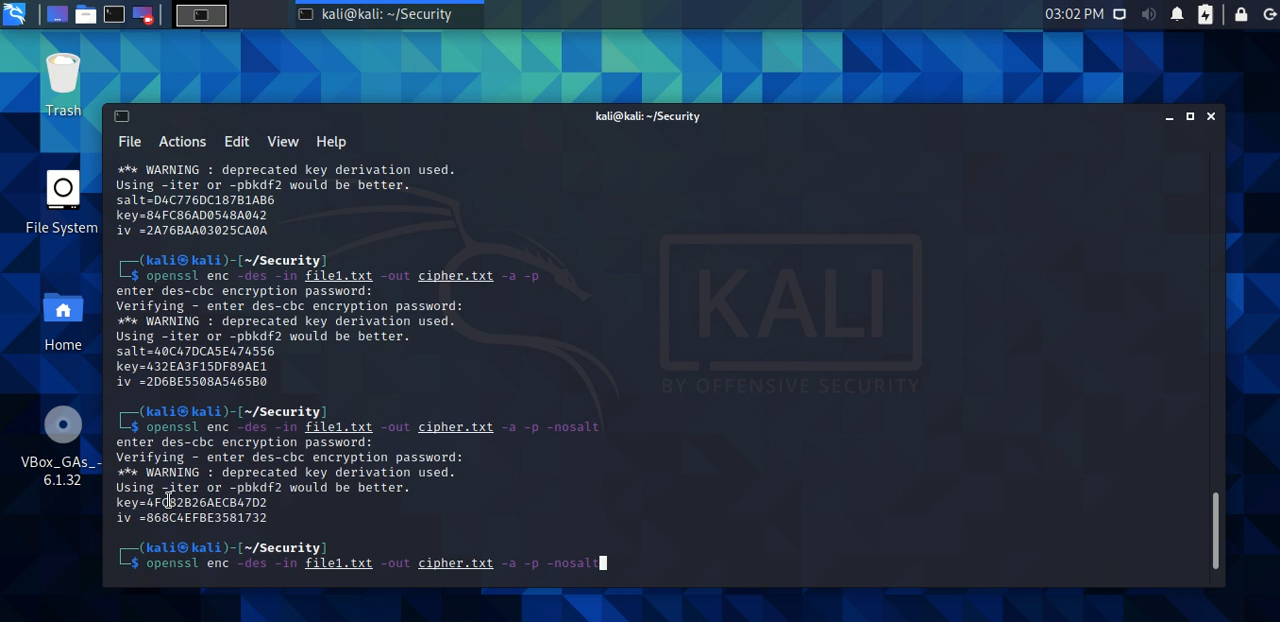 kali@kali: ~/Security
03:02 PM
Trash
File System
Home
VBox_GAs_-
6.1.32
kali@kali: ~/Security
File Actions Edit View Help
*** WARNING : deprecated key derivation used.
Using -iter or -pbkdf2 would be better.
salt=D4C776DC187B1AB6
key=84FC86AD0548A042
iv =2A76BAA03025CA0A
┌──(kali㉿kali)-[~/Security]
└─$ openssl enc -des -in file1.txt -out cipher.txt -a -p
enter des-cbc encryption password:
Verifying - enter des-cbc encryption password:
*** WARNING : deprecated key derivation used.
Using -iter or -pbkdf2 would be better.
salt=40C47DCA5E474556
key=432EA3F15DF89AE1
iv =2D6BE5508A5465B0
┌──(kali㉿kali)-[~/Security]
└─$ openssl enc -des -in file1.txt -out cipher.txt -a -p -nosalt
enter des-cbc encryption password:
Verifying - enter des-cbc encryption password:
*** WARNING : deprecated key derivation used.
Using -iter or -pbkdf2 would be better.
key=4FC82B26AECB47D2
iv =868C4EFBE3581732
┌──(kali㉿kali)-[~/Security]
└─$ openssl enc -des -in file1.txt -out cipher.txt -a -p -nosalt
KALI
BY OFFENSIVE SECURITY